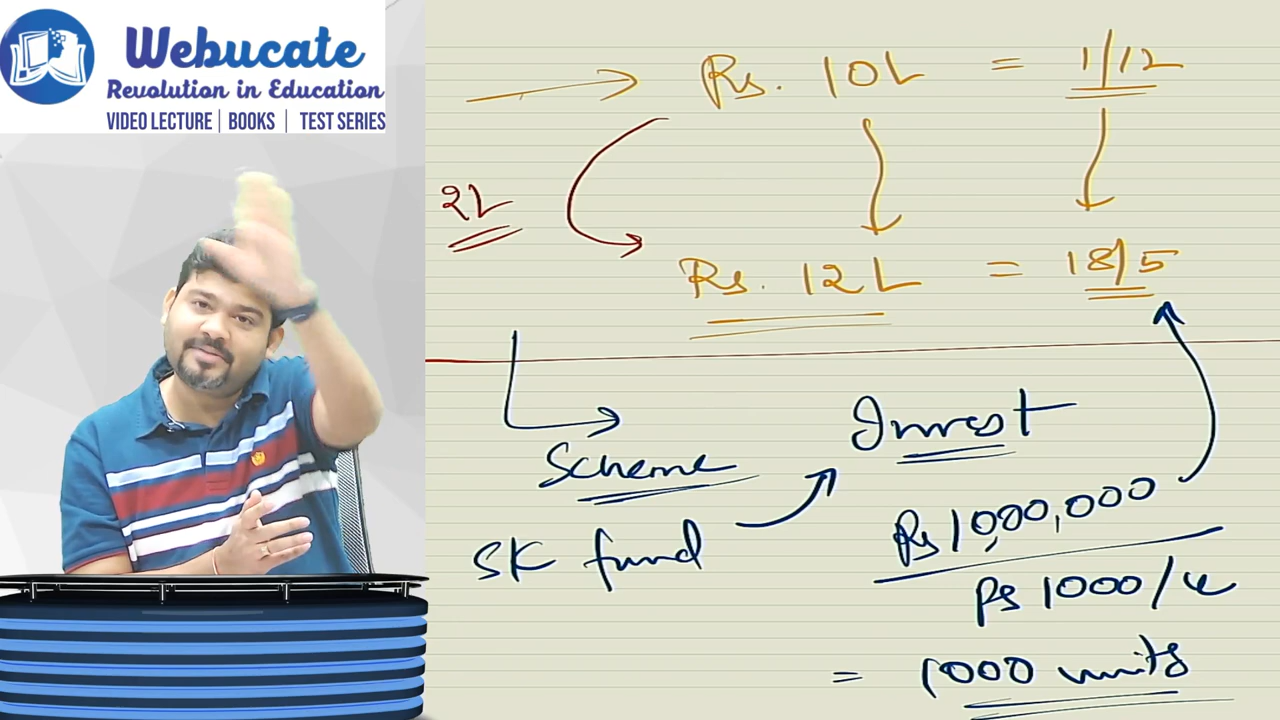 Webucate
Revolution in Education
VIDEO LECTURE | BOOKS | TEST SERIES
Rs. 10L = 1/12
2L
Rs. 12L = 18/5
Invest
Scheme
SK fund
Rs 1,000,000
Rs 1000/u
= 1000 units